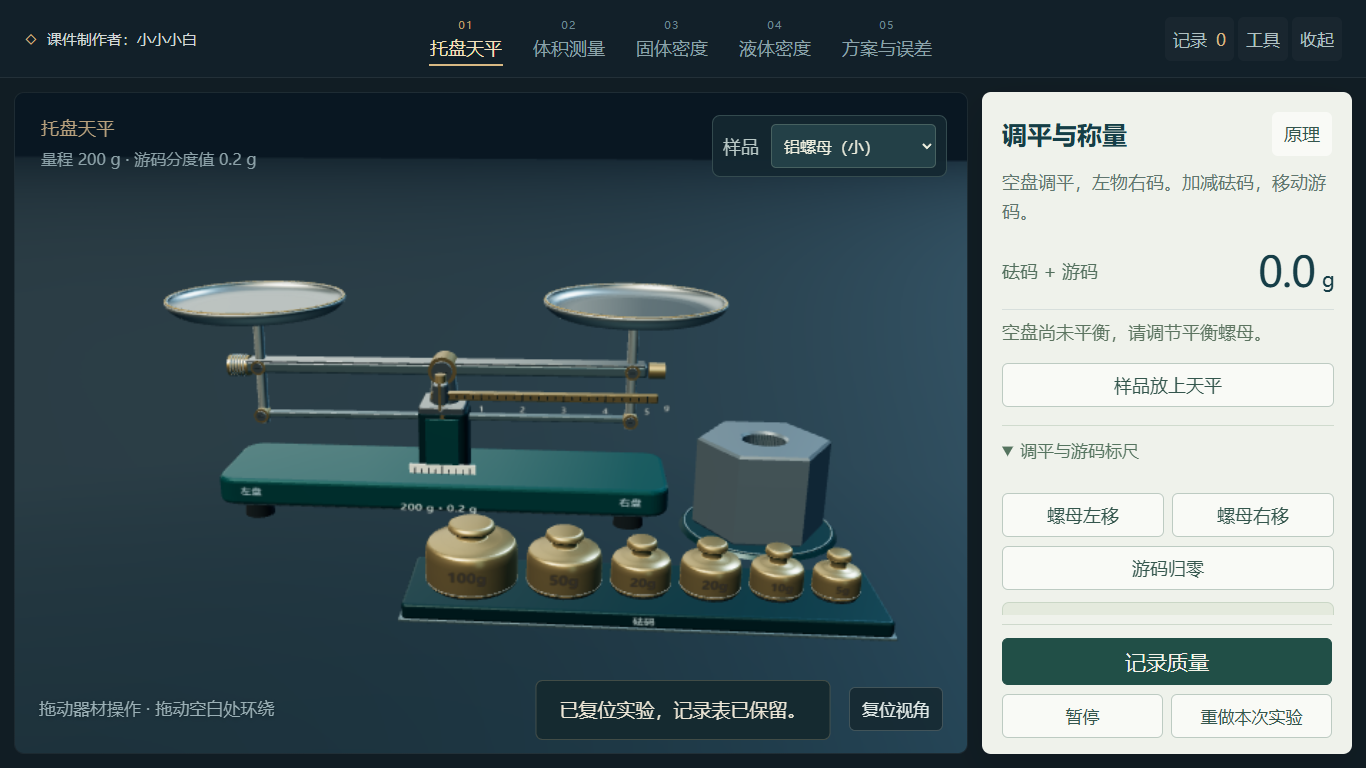 课件制作者：小小小白
01
托盘天平
02
体积测量
03
固体密度
04
液体密度
05
方案与误差
记录 0
工具
收起
托盘天平
量程 200 g · 游码分度值 0.2 g
样品
铝螺母（小）
1 2 3 4 5 g
左盘
右盘
200 g · 0.2 g
100g
50g
20g
20g
10g
5g
砝码
拖动器材操作 · 拖动空白处环绕
已复位实验，记录表已保留。
复位视角
调平与称量
原理
空盘调平，左物右码。加减砝码，移动游
码。
砝码 + 游码
0.0 g
空盘尚未平衡，请调节平衡螺母。
样品放上天平
▼ 调平与游码标尺
螺母左移
螺母右移
游码归零
记录质量
暂停
重做本次实验